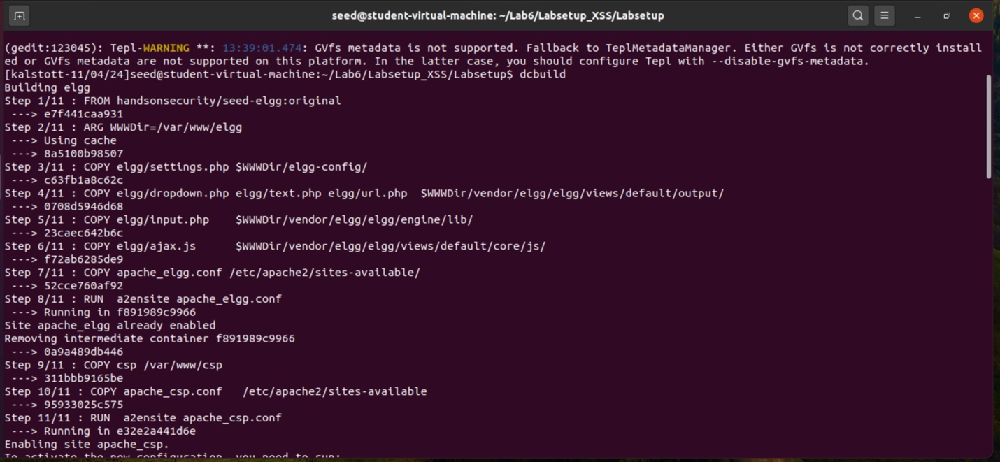 seed@student-virtual-machine: ~/Lab6/Labsetup_XSS/Labsetup
(gedit:123045): Tepl-WARNING **: 13:39:01.474: GVfs metadata is not supported. Fallback to TeplMetadataManager. Either GVfs is not correctly install
ed or GVfs metadata are not supported on this platform. In the latter case, you should configure Tepl with --disable-gvfs-metadata.
[kalstott-11/04/24]seed@student-virtual-machine:~/Lab6/Labsetup_XSS/Labsetup$ dcbuild
Building elgg
Step 1/11 : FROM handsonsecurity/seed-elgg:original
 ---> e7f441caa931
Step 2/11 : ARG WWWDir=/var/www/elgg
 ---> Using cache
 ---> 8a5100b98507
Step 3/11 : COPY elgg/settings.php $WWWDir/elgg-config/
 ---> c63fb1a8c62c
Step 4/11 : COPY elgg/dropdown.php elgg/text.php elgg/url.php  $WWWDir/vendor/elgg/elgg/views/default/output/
 ---> 0708d5946d68
Step 5/11 : COPY elgg/input.php    $WWWDir/vendor/elgg/elgg/engine/lib/
 ---> 23caec642b6c
Step 6/11 : COPY elgg/ajax.js      $WWWDir/vendor/elgg/elgg/views/default/core/js/
 ---> f72ab6285de9
Step 7/11 : COPY apache_elgg.conf /etc/apache2/sites-available/
 ---> 52cce760af92
Step 8/11 : RUN  a2ensite apache_elgg.conf
 ---> Running in f891989c9966
Site apache_elgg already enabled
Removing intermediate container f891989c9966
 ---> 0a9a489db446
Step 9/11 : COPY csp /var/www/csp
 ---> 311bbb9165be
Step 10/11 : COPY apache_csp.conf   /etc/apache2/sites-available
 ---> 95933025c575
Step 11/11 : RUN  a2ensite apache_csp.conf
 ---> Running in e32e2a441d6e
Enabling site apache_csp.
To activate the new configuration, you need to run: